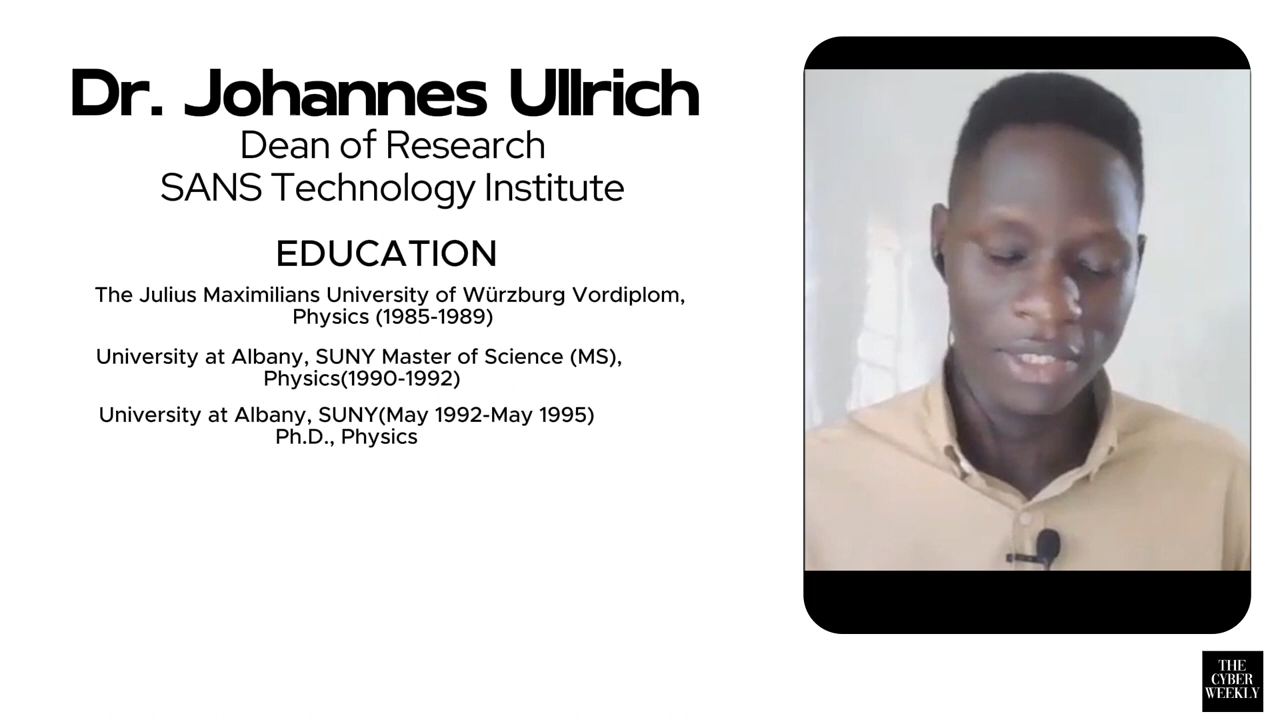 Dr. Johannes Ullrich
Dean of Research
SANS Technology Institute
EDUCATION
The Julius Maximilians University of Würzburg Vordiplom,
Physics (1985-1989)
University at Albany, SUNY Master of Science (MS),
Physics(1990-1992)
University at Albany, SUNY(May 1992-May 1995)
Ph.D., Physics
THE
CYBER
WEEKLY